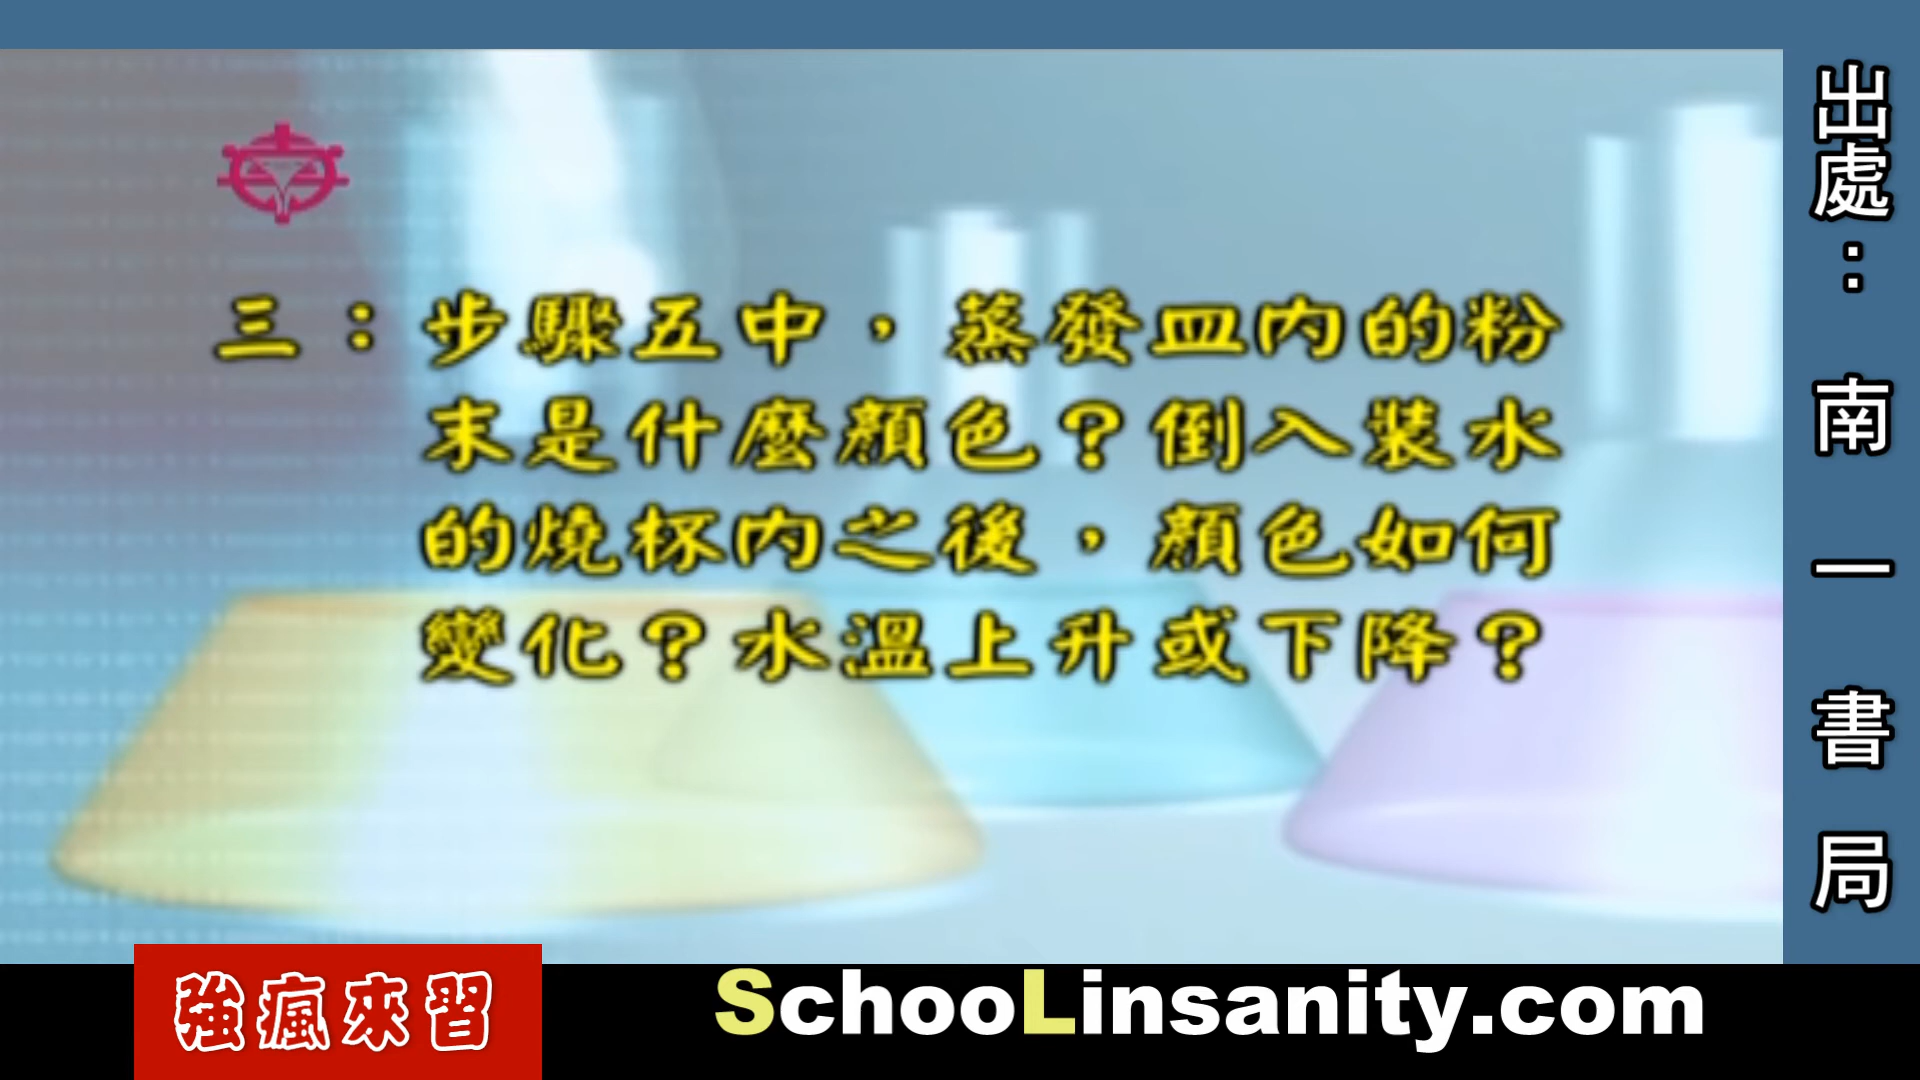 三：步驟五中，蒸發皿內的粉
末是什麼顏色？倒入裝水
的燒杯內之後，顏色如何
變化？水溫上升或下降？
出處： 南 一 書 局
強瘋來習
SchooLinsanity.com